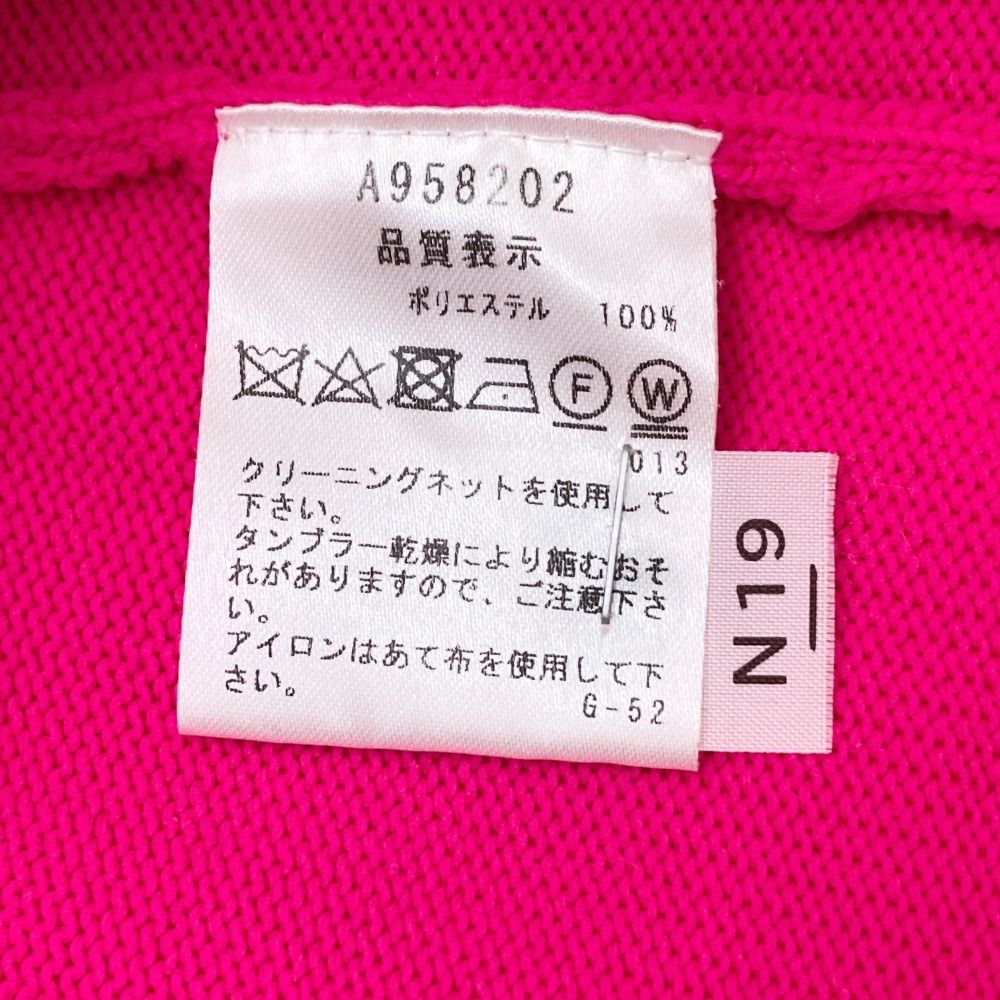 A958202
品質表示
ポリエステル 100%
F W
013
クリーニングネットを使用して
下さい。
タンブラー乾燥により縮むおそ
れがありますので、ご注意下さ
い。
アイロンはあて布を使用して下
さい。
G-52
N19